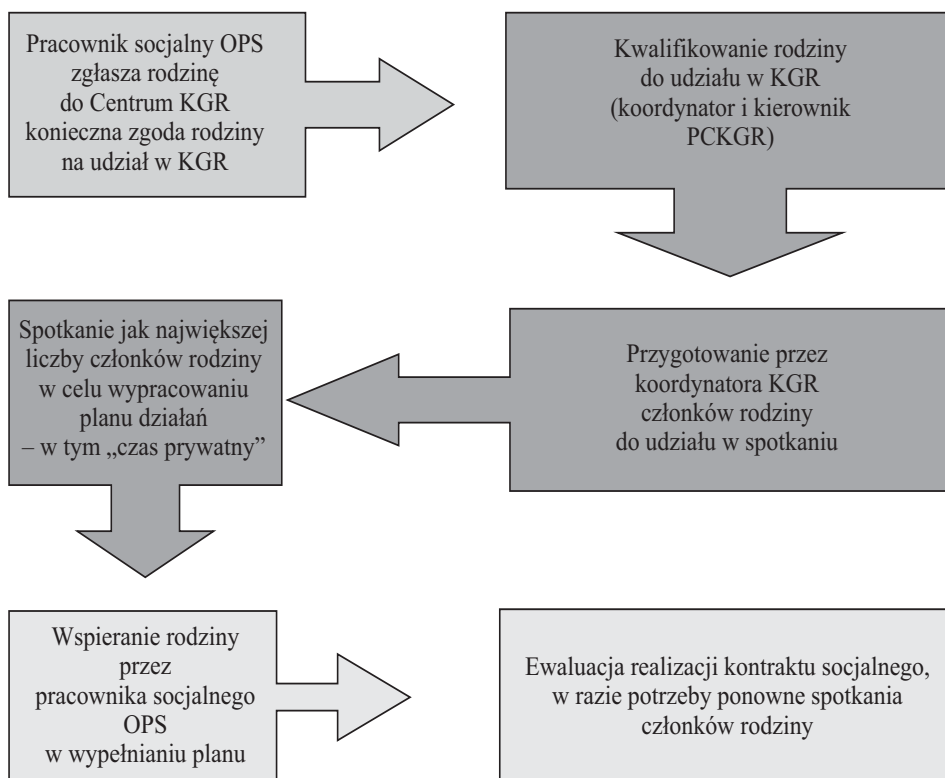 Pracownik socjalny OPS
zgłasza rodzinę
do Centrum KGR
konieczna zgoda rodziny
na udział w KGR
Kwalifikowanie rodziny
do udziału w KGR
(koordynator i kierownik
PCKGR)
Przygotowanie przez
koordynatora KGR
członków rodziny
do udziału w spotkaniu
Spotkanie jak największej
liczby członków rodziny
w celu wypracowaniu
planu działań
– w tym „czas prywatny”
Wspieranie rodziny
przez
pracownika socjalnego
OPS
w wypełnianiu planu
Ewaluacja realizacji kontraktu socjalnego,
w razie potrzeby ponowne spotkania
członków rodziny